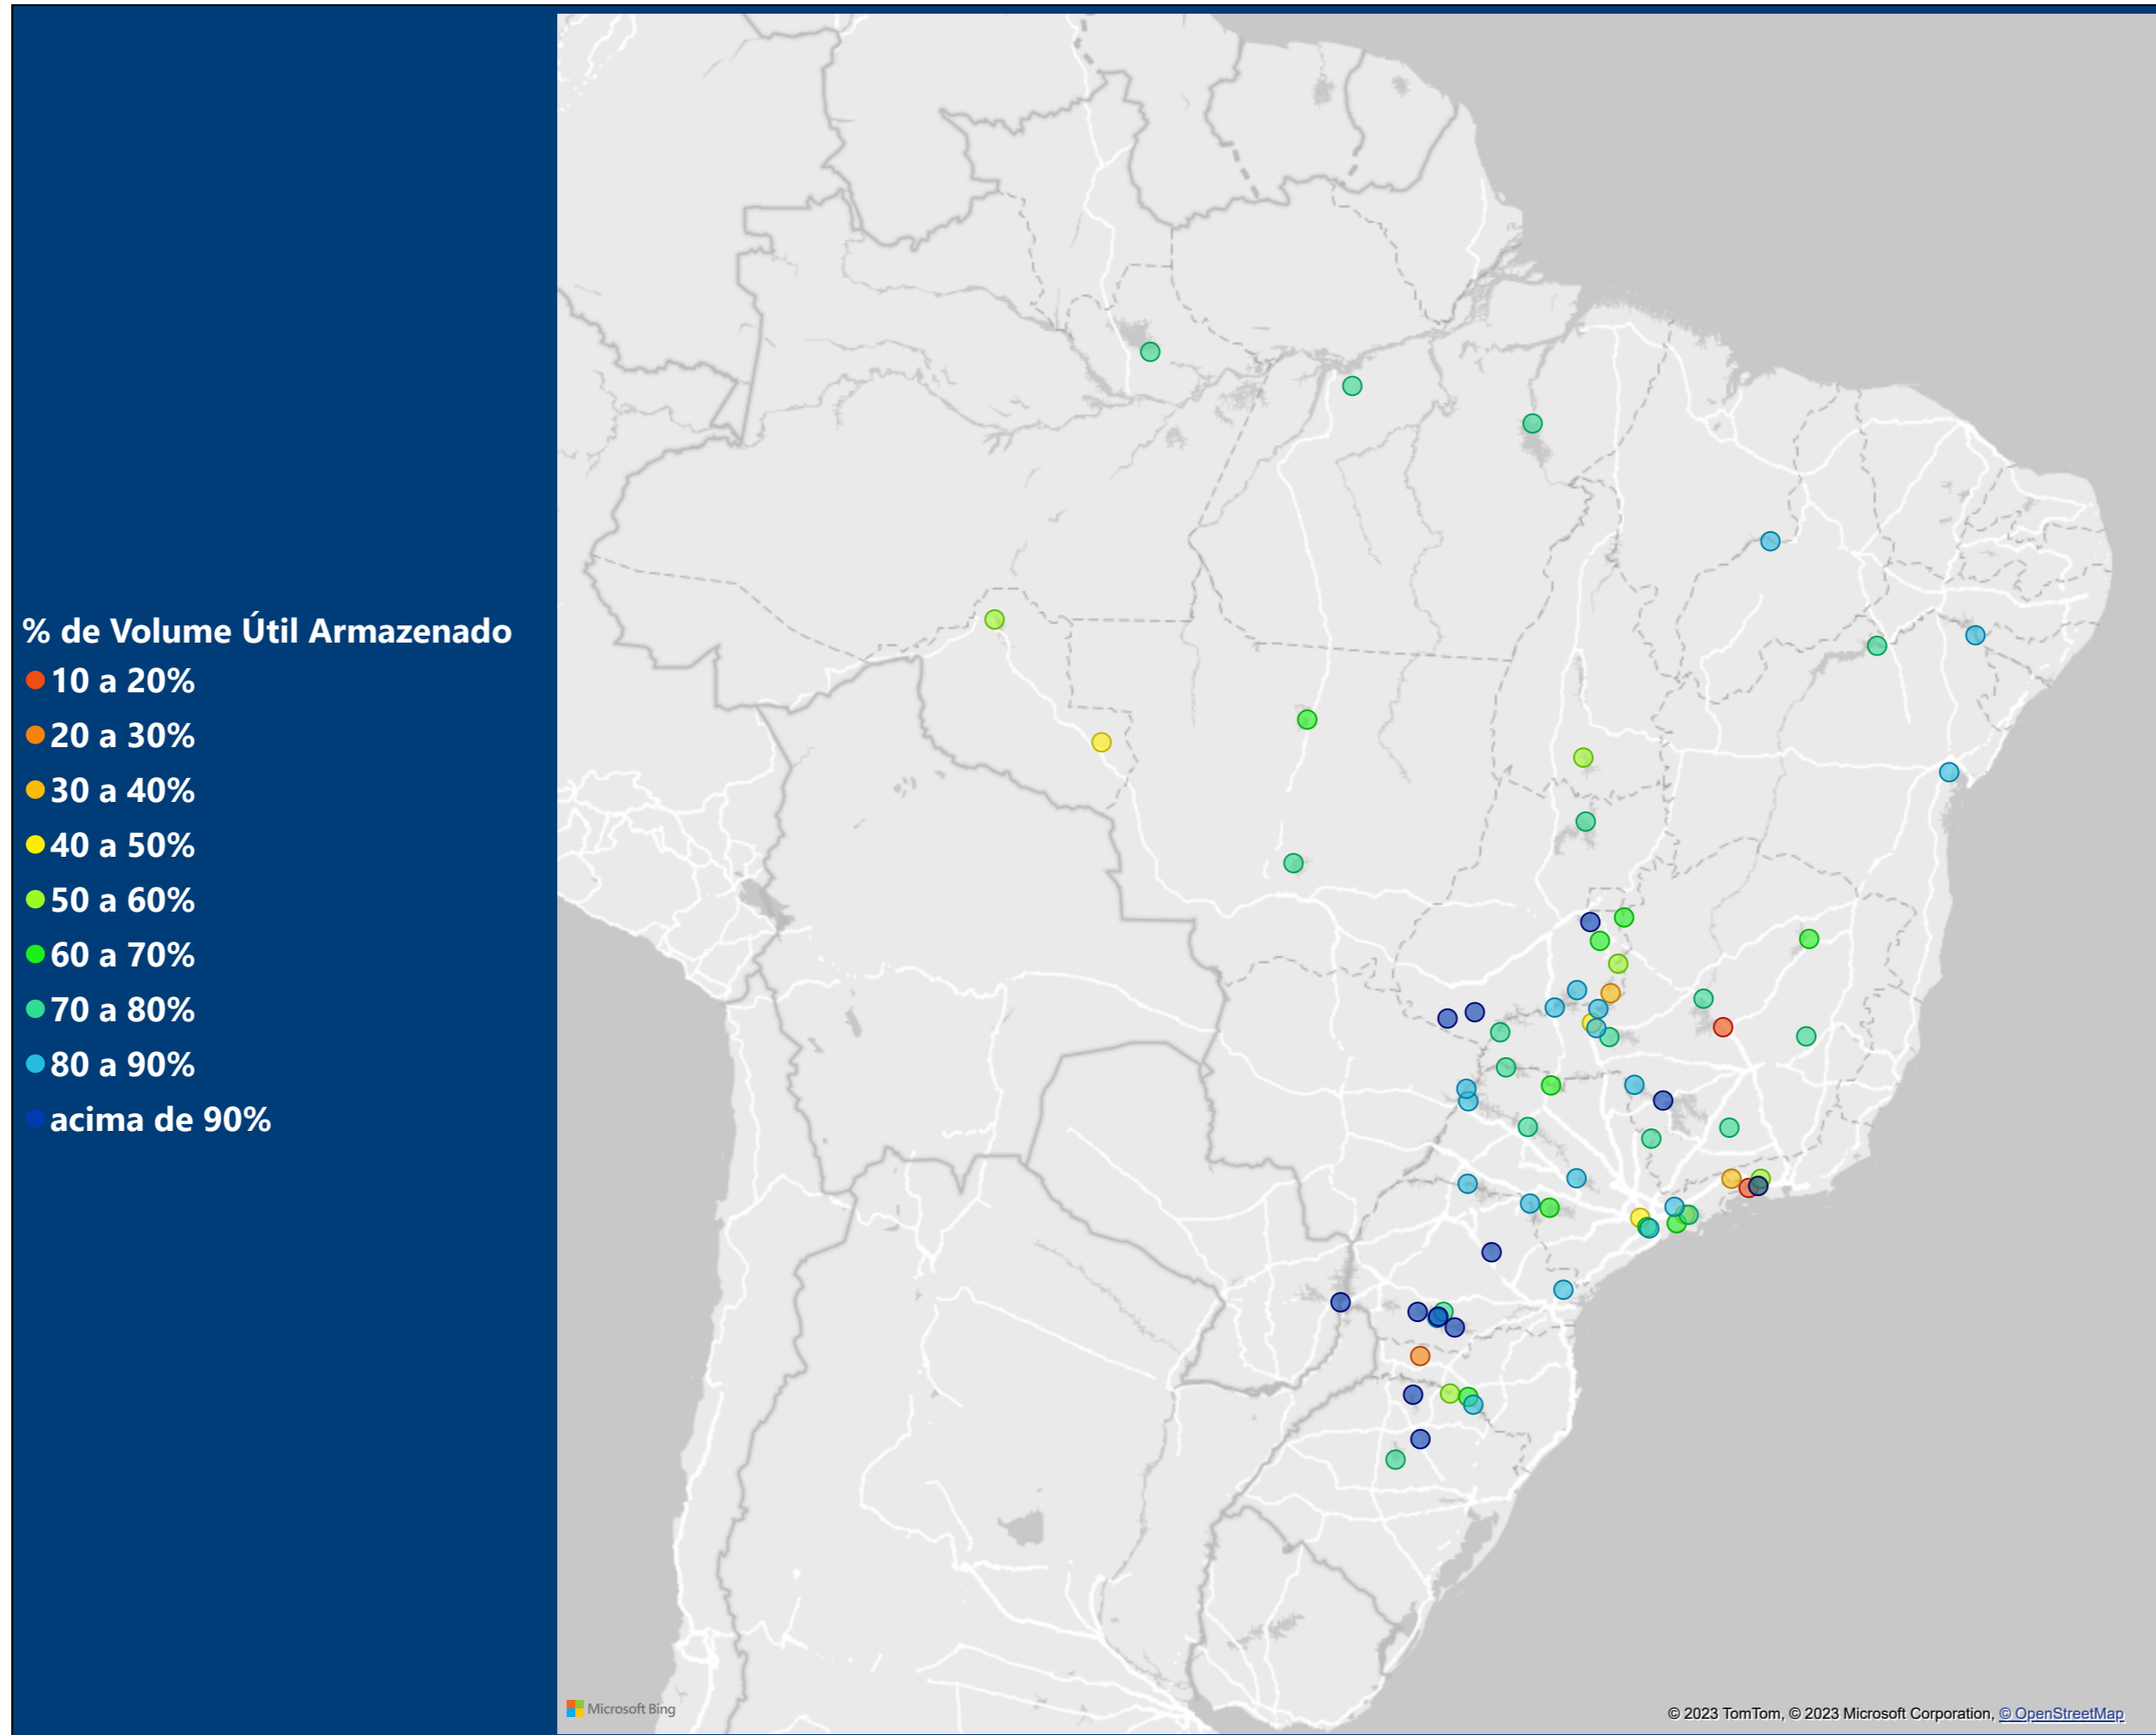 % de Volume Útil Armazenado
10 a 20%
20 a 30%
30 a 40%
40 a 50%
50 a 60%
60 a 70%
70 a 80%
80 a 90%
acima de 90%
Microsoft Bing
© 2023 TomTom, © 2023 Microsoft Corporation, © OpenStreetMap